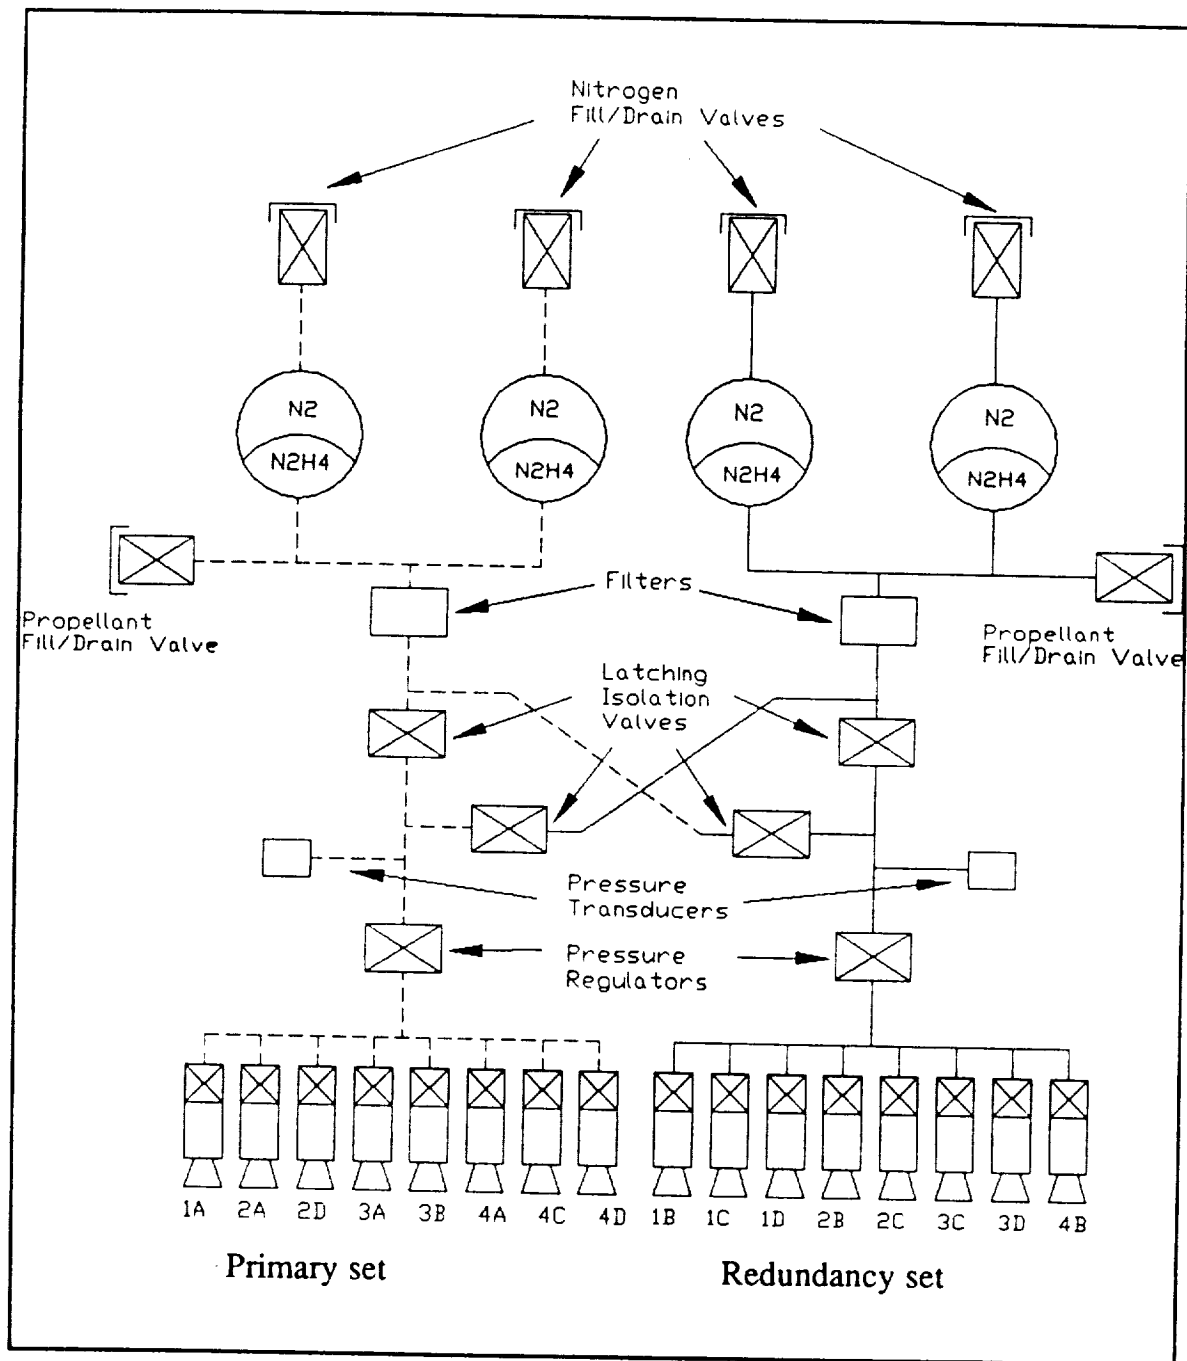 Nitrogen
Fill/Drain Valves
N2
N2
N2
N2
N2H4
N2H4
N2H4
N2H4
Filters
Propellant
Fill/Drain Valve
Propellant
Fill/Drain Valve
Latching
Isolation
Valves
Pressure
Transducers
Pressure
Regulators
1A 2A 2D 3A 3B 4A 4C 4D 1B 1C 1D 2B 2C 3C 3D 4B
Primary set
Redundancy set